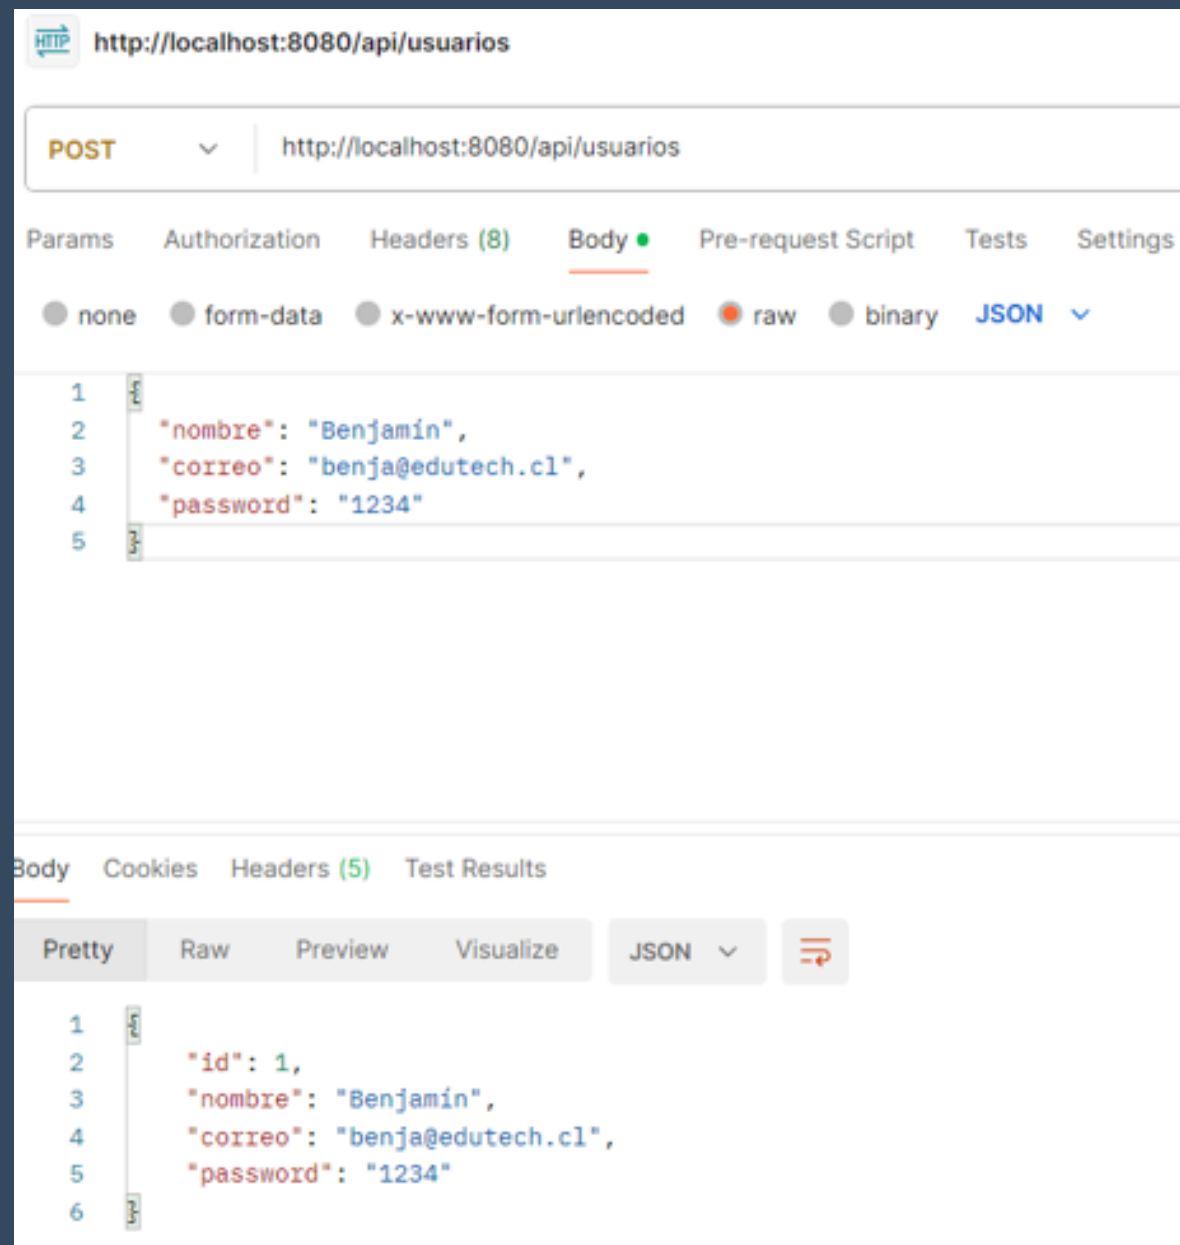 HTTP http://localhost:8080/api/usuarios
POST http://localhost:8080/api/usuarios
Params Authorization Headers (8) Body Pre-request Script Tests Settings
none form-data x-www-form-urlencoded raw binary JSON
1 {
2 "nombre": "Benjamín",
3 "correo": "benja@edutech.cl",
4 "password": "1234"
5 }
Body Cookies Headers (5) Test Results
Pretty Raw Preview Visualize JSON
1 {
2 "id": 1,
3 "nombre": "Benjamín",
4 "correo": "benja@edutech.cl",
5 "password": "1234"
6 }